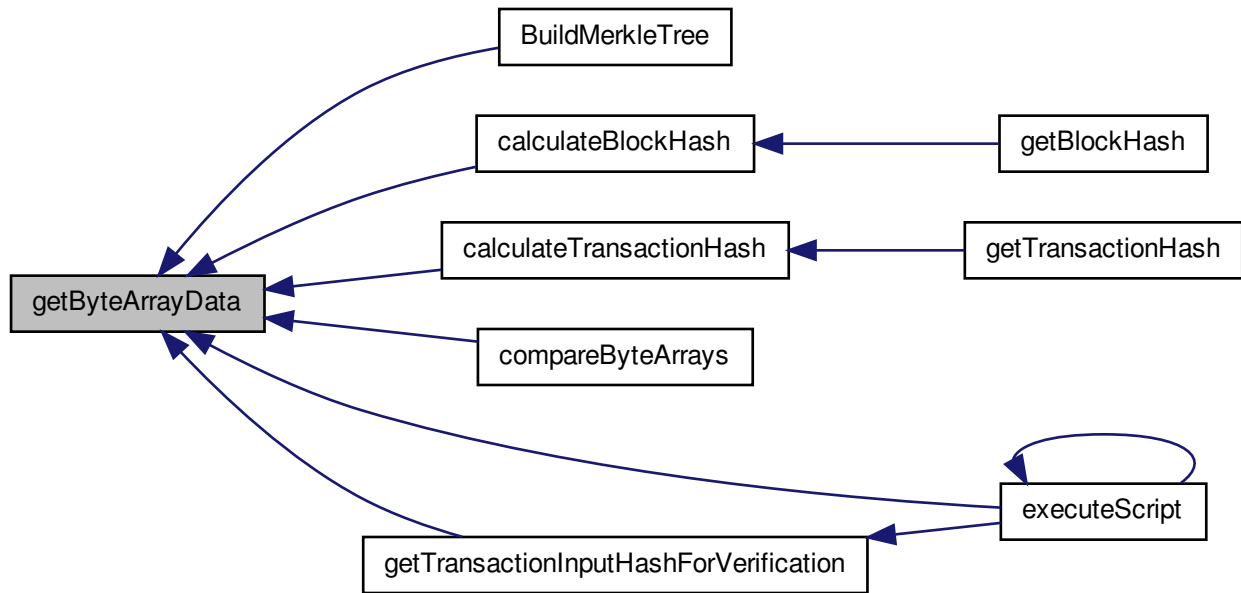 BuildMerkleTree
calculateBlockHash
getBlockHash
calculateTransactionHash
getTransactionHash
getByteArrayData
compareByteArrays
executeScript
getTransactionInputHashForVerification